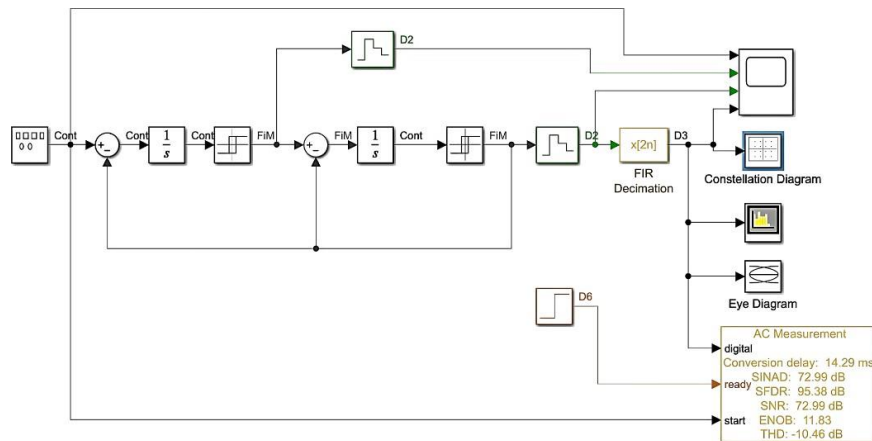 D2
Cont
+
−
Cont
1
s
Cont
FiM
+
−
FiM
1
s
Cont
FiM
D2
x[2n]
D3
FIR
Decimation
Constellation Diagram
Eye Diagram
D6
AC Measurement
digital
Conversion delay: 14.29 ms
SINAD: 72.99 dB
ready
SFDR: 95.38 dB
SNR: 72.99 dB
start
ENOB: 11.83
THD: -10.46 dB